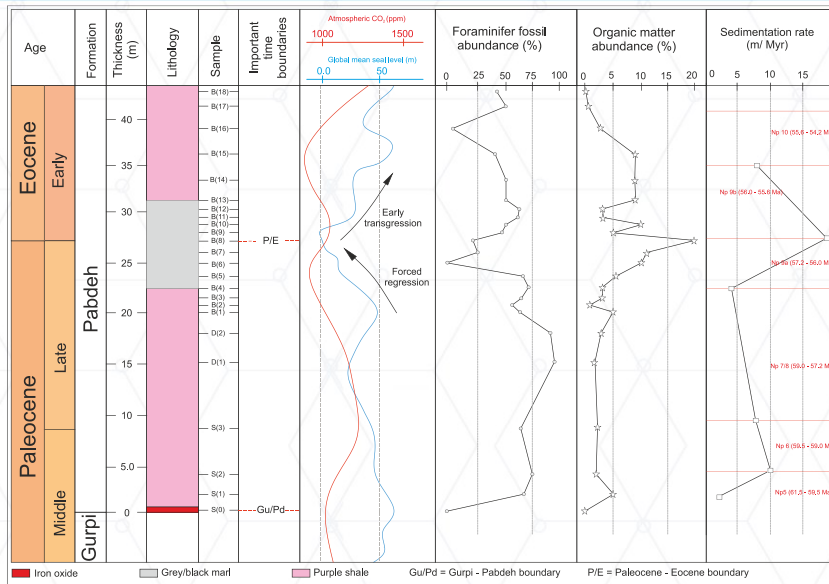 Age
Formation
Thickness (m)
Lithology
Sample
Important time boundaries
Atmospheric CO₂ (ppm)
1000 1500
Global mean seal level (m)
0.0 50
Foraminifer fossil
abundance (%)
0 25 50 75 100
Organic matter
abundance (%)
0 5 10 15 20
Sedimentation rate
(m/ Myr)
0 5 10 15
Eocene
Early
Paleocene
Late
Middle
Pabdeh
Gurpi
40
35
30
25
20
15
10
5.0
0
B(18)
B(17)
B(16)
B(15)
B(14)
B(13)
B(12)
B(11)
B(10)
B(9)
B(8)
B(7)
B(6)
B(5)
B(4)
B(3)
B(2)
B(1)
D(2)
D(1)
S(3)
S(2)
S(1)
S(0)
P/E
Gu/Pd
Early
transgression
Forced
regression
Np 10 (55.6 - 54.2 M
Np 9b (56.0 - 55.6 Ma)
Np 9a (57.2 - 56.0 Ma
Np 7/8 (59.0 - 57.2 M
Np 6 (59.5 - 59.0 Ma
Np5 (61.5 - 59.5 Ma
Iron oxide
Grey/black marl
Purple shale
Gu/Pd = Gurpi - Pabdeh boundary
P/E = Paleocene - Eocene boundary